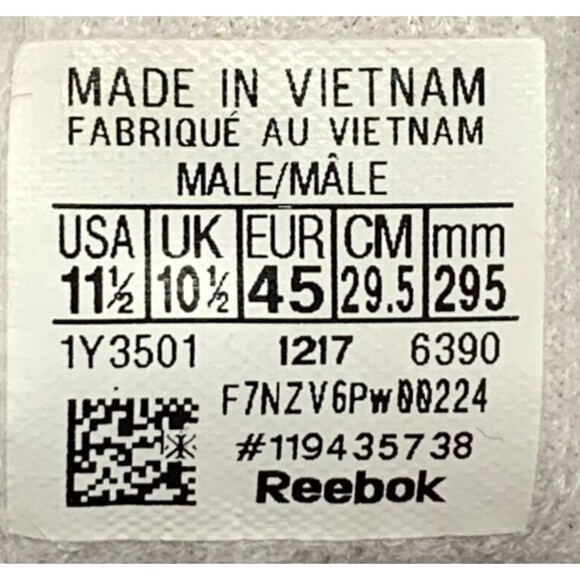 MADE IN VIETNAM
FABRIQUÉ AU VIETNAM
MALE/MÂLE
USA UK EUR CM mm
11½ 10½ 45 29.5 295
1Y3501 1217 6390
F7NZV6Pw00224
#119435738
Reebok